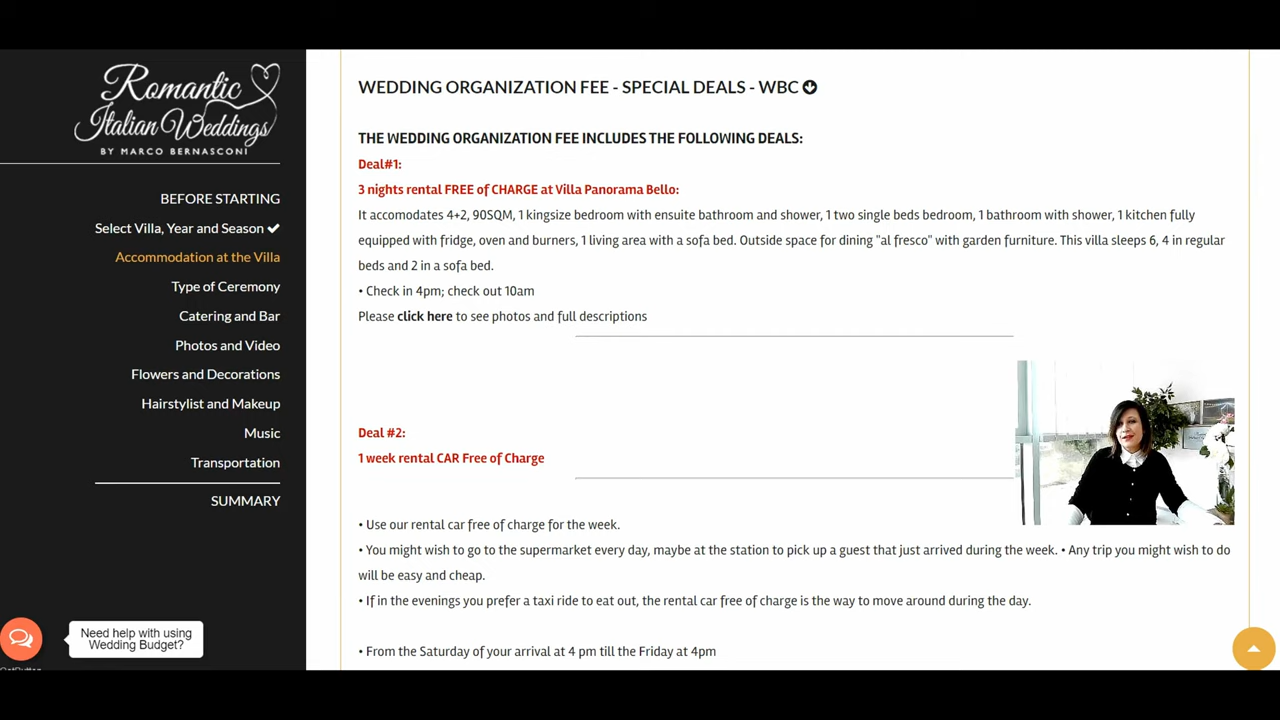 Romantic
Italian Weddings
BY MARCO BERNASCONI
BEFORE STARTING
Select Villa, Year and Season
Accommodation at the Villa
Type of Ceremony
Catering and Bar
Photos and Video
Flowers and Decorations
Hairstylist and Makeup
Music
Transportation
SUMMARY
Need help with using
Wedding Budget?
GetButton
WEDDING ORGANIZATION FEE - SPECIAL DEALS - WBC
THE WEDDING ORGANIZATION FEE INCLUDES THE FOLLOWING DEALS:
Deal#1:
3 nights rental FREE of CHARGE at Villa Panorama Bello:
It accomodates 4+2, 90SQM, 1 kingsize bedroom with ensuite bathroom and shower, 1 two single beds bedroom, 1 bathroom with shower, 1 kitchen fully
equipped with fridge, oven and burners, 1 living area with a sofa bed. Outside space for dining "al fresco" with garden furniture. This villa sleeps 6, 4 in regular
beds and 2 in a sofa bed.
• Check in 4pm; check out 10am
Please click here to see photos and full descriptions
Deal #2:
1 week rental CAR Free of Charge
• Use our rental car free of charge for the week.
• You might wish to go to the supermarket every day, maybe at the station to pick up a guest that just arrived during the week. • Any trip you might wish to do
will be easy and cheap.
• If in the evenings you prefer a taxi ride to eat out, the rental car free of charge is the way to move around during the day.
• From the Saturday of your arrival at 4 pm till the Friday at 4pm